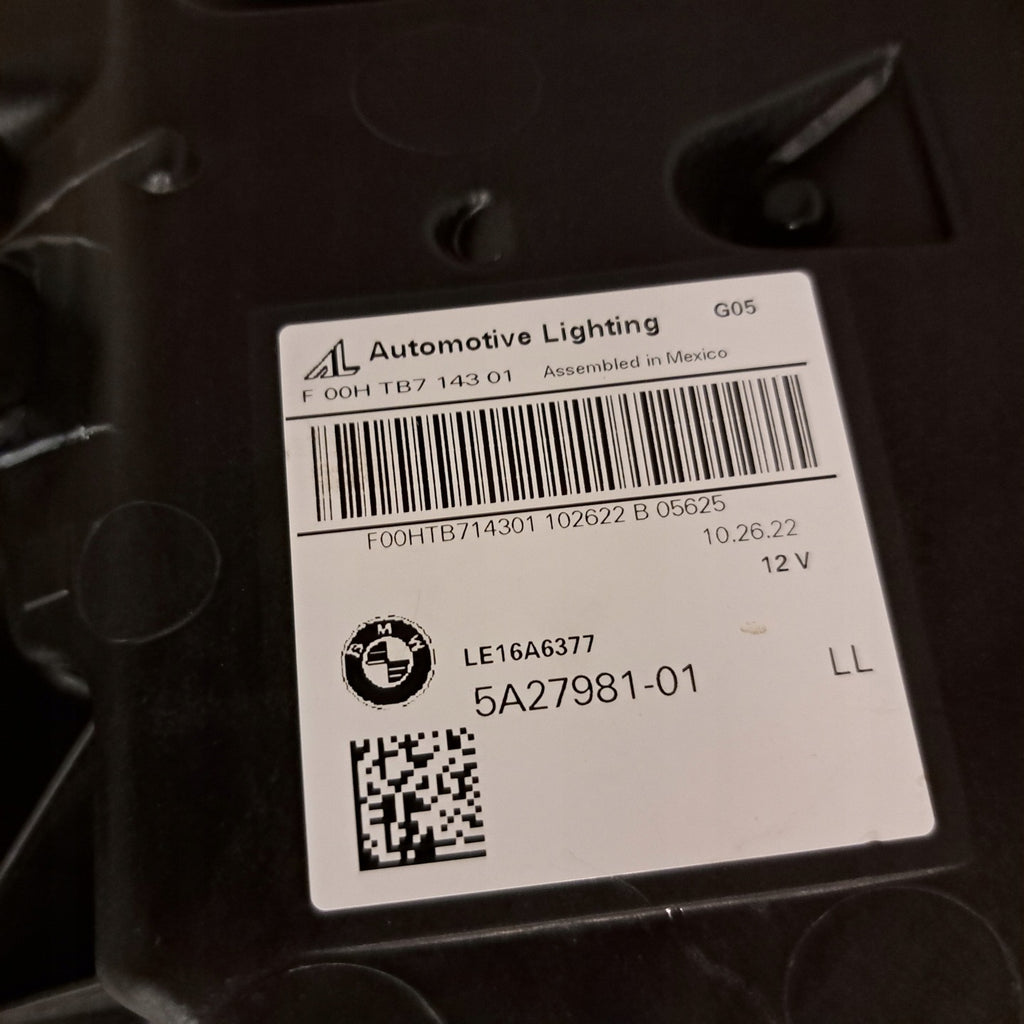 AL Automotive Lighting G05
F 00H TB7 143 01 Assembled in Mexico
F00HTB714301 102622 B 05625
10.26.22
12 V
BMW
LE16A6377
5A27981-01
LL